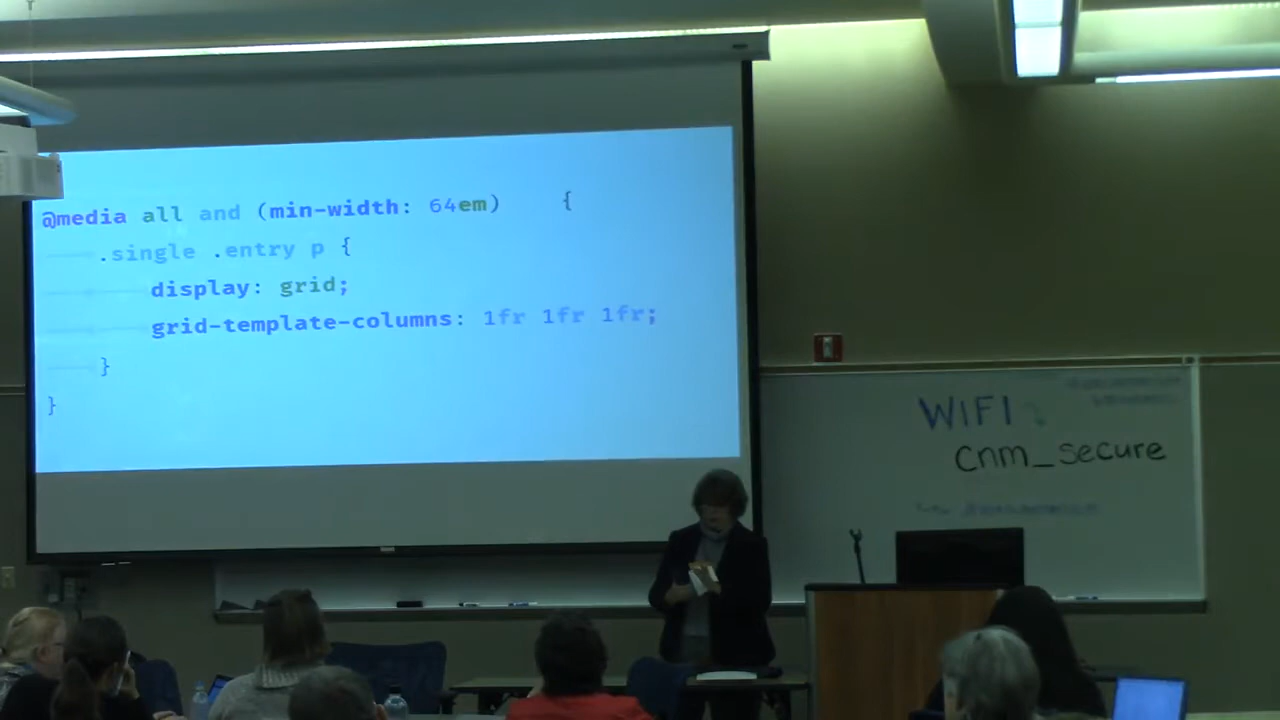 @media all and (min-width: 64em) {
.single .entry p {
display: grid;
grid-template-columns: 1fr 1fr 1fr;
}
}
WIFI
cnm_secure